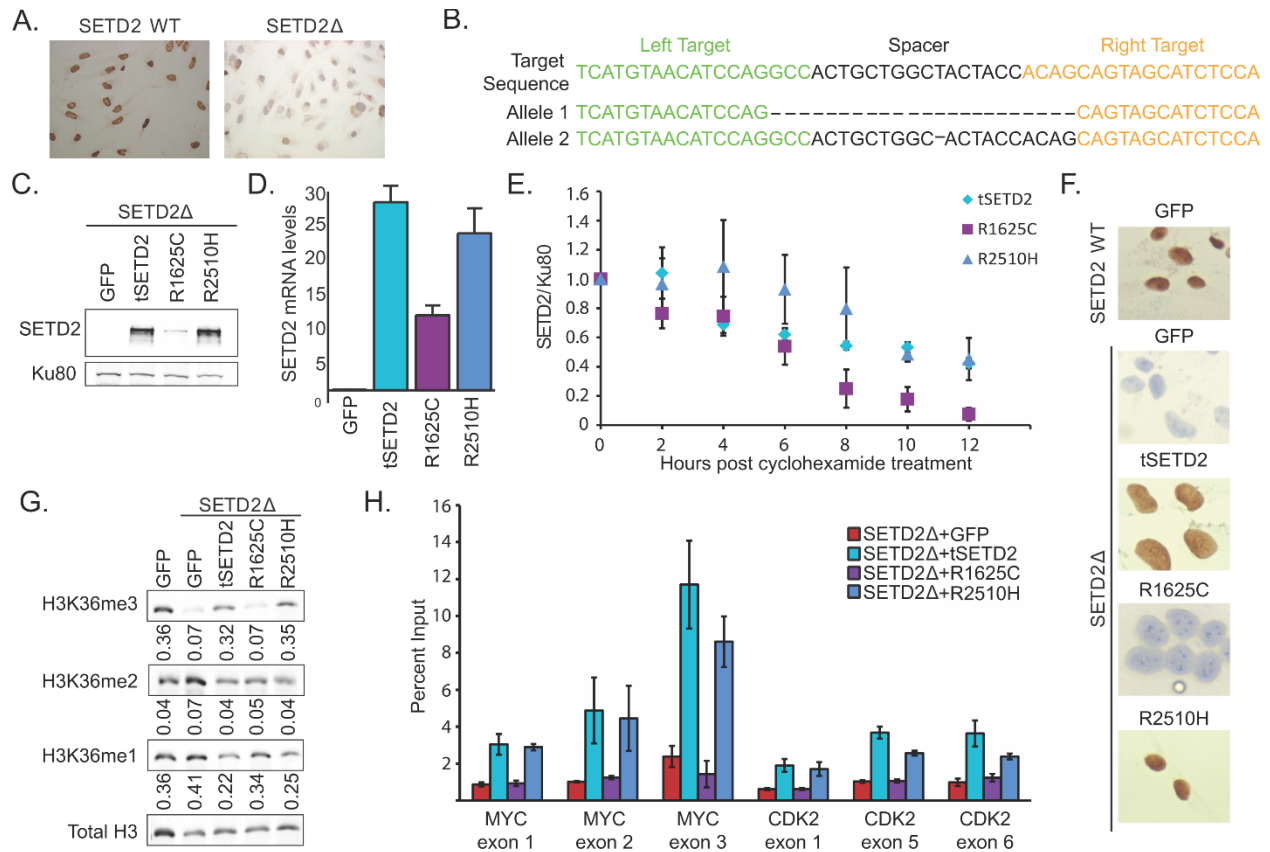 A.
SETD2 WT
SETD2Δ
B.
Left Target
Spacer
Right Target
Target Sequence
TCATGTAACATCCAGGCCACTGCTGGCTACTACCACAGCAGTAGCATCTCCA
Allele 1
TCATGTAACATCCAG--------------------CAGTAGCATCTCCA
Allele 2
TCATGTAACATCCAGGCCACTGCTGGC-ACTACCACAGCAGTAGCATCTCCA
C.
SETD2Δ
GFP
tSETD2
R1625C
R2510H
SETD2
Ku80
D.
SETD2 mRNA levels
30
25
20
15
10
5
0
GFP
tSETD2
R1625C
R2510H
E.
SETD2/Ku80
1.6
1.4
1.2
1.0
0.8
0.6
0.4
0.2
0
0 2 4 6 8 10 12
Hours post cyclohexamide treatment
tSETD2
R1625C
R2510H
F.
SETD2 WT
GFP
SETD2Δ
GFP
tSETD2
R1625C
R2510H
G.
SETD2Δ
GFP
GFP
tSETD2
R1625C
R2510H
H3K36me3
0.36 0.07 0.32 0.07 0.35
H3K36me2
0.04 0.07 0.04 0.05 0.04
H3K36me1
0.36 0.41 0.22 0.34 0.25
Total H3
H.
Percent Input
16
14
12
10
8
6
4
2
SETD2Δ+GFP
SETD2Δ+tSETD2
SETD2Δ+R1625C
SETD2Δ+R2510H
MYC exon 1
MYC exon 2
MYC exon 3
CDK2 exon 1
CDK2 exon 5
CDK2 exon 6